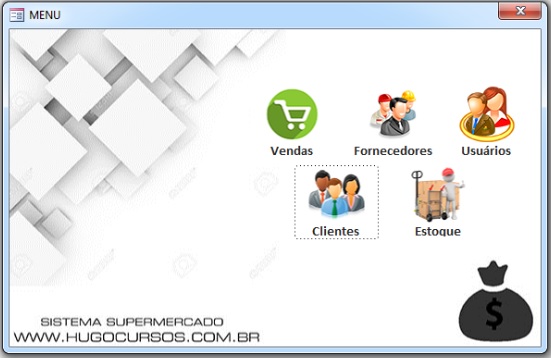 MENU
Vendas
Fornecedores
Usuários
Clientes
Estoque
$
SISTEMA SUPERMERCADO
WWW.HUGOCURSOS.COM.BR